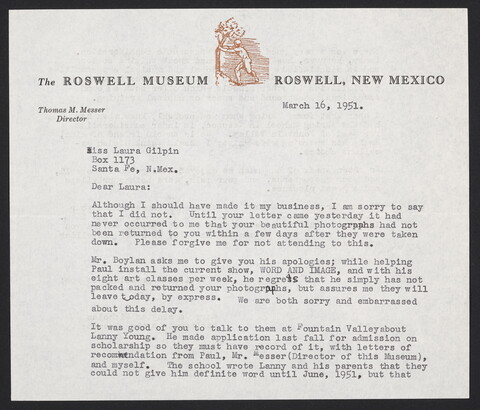 The ROSWELL MUSEUM ROSWELL, NEW MEXICO
Thomas M. Messer
Director
March 16, 1951.
Miss Laura Gilpin
Box 1173
Santa Fe, N.Mex.
Dear Laura:
Although I should have made it my business, I am sorry to say
that I did not. Until your letter came yesterday it had
never occurred to me that your beautiful photographs had not
been returned to you within a few days after they were taken
down. Please forgive me for not attending to this.
Mr. Boylan asks me to give you his apologies; while helping
Paul install the current show, WORD AND IMAGE, and with his
eight art classes per week, he regrets that he simply has not
packed and returned your photographs, but assures me they will
leave today, by express. We are both sorry and embarrassed
about this delay.
It was good of you to talk to them at Fountain Valleyabout
Lanny Young. He made application last fall for admission on
scholarship so they must have record of it, with letters of
recommentation from Paul, Mr. Messer(Director of this Museum),
and myself. The school wrote Lanny and his parents that they
could not give him definite word until June, 1951, but that